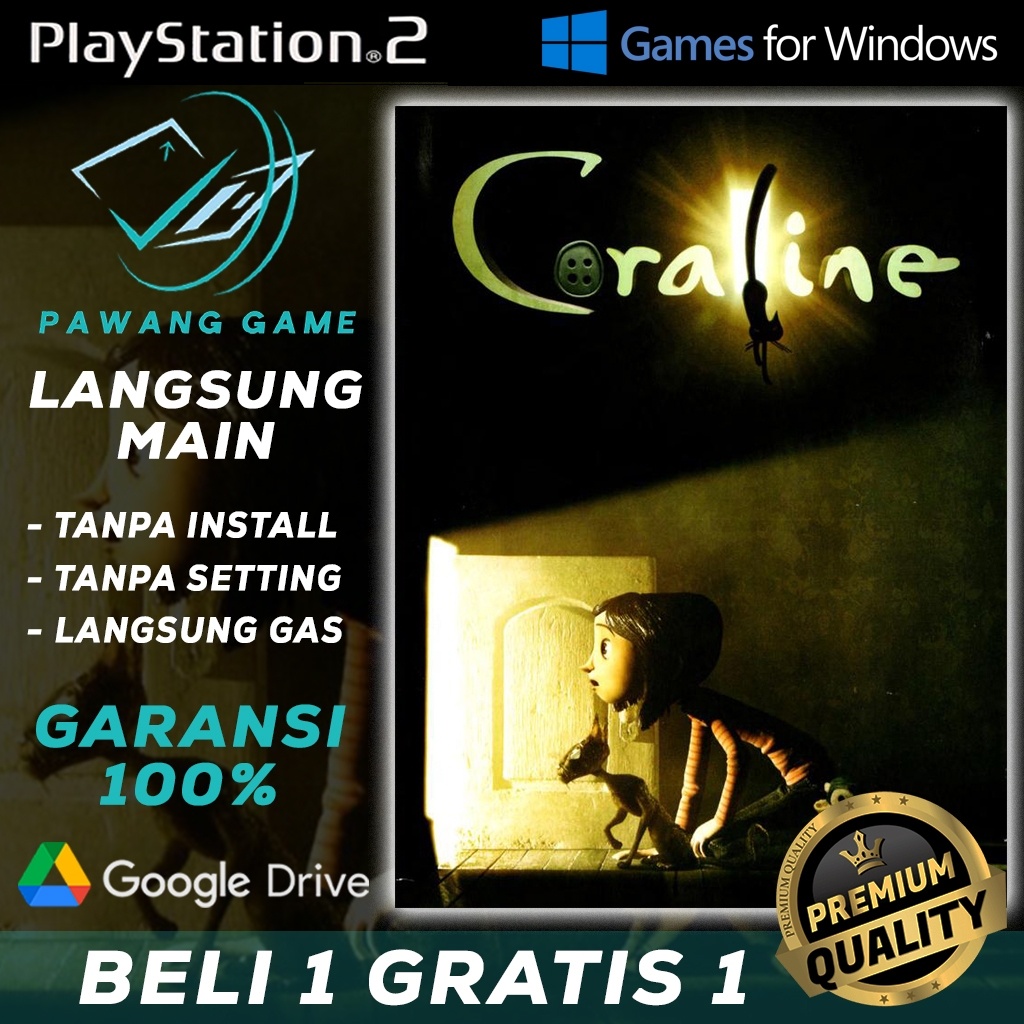 PlayStation®2
Games for Windows
PAWANG GAME
LANGSUNG
MAIN
- TANPA INSTALL
- TANPA SETTING
- LANGSUNG GAS
GARANSI
100%
Google Drive
Coraline
PREMIUM QUALITY
PREMIUM
QUALITY
BELI 1 GRATIS 1